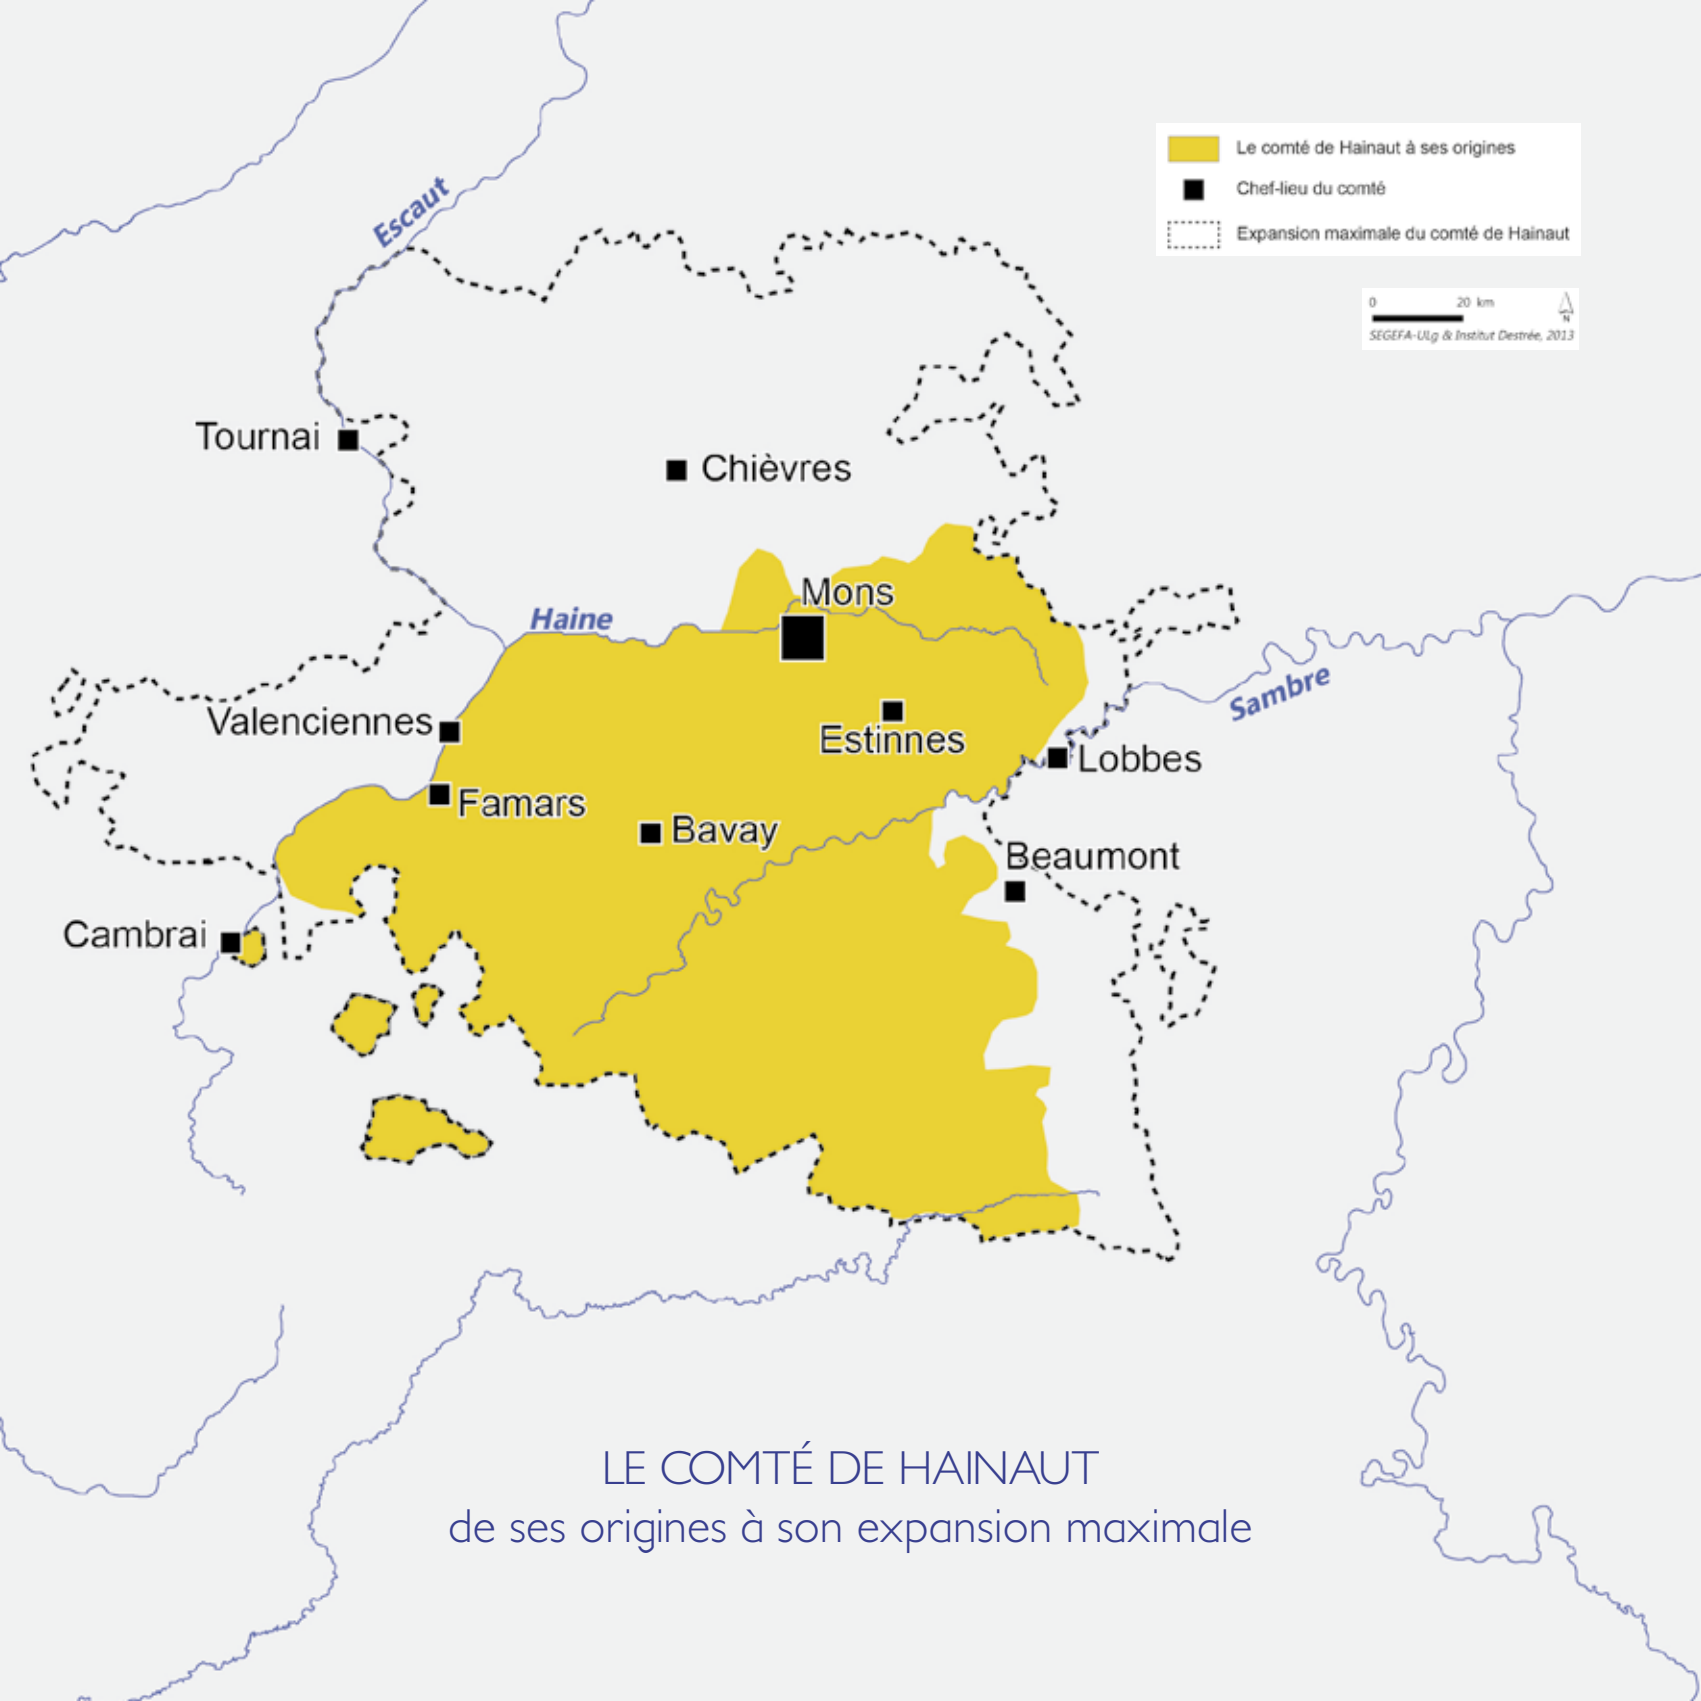 Le comté de Hainaut à ses origines
Chef-lieu du comté
Expansion maximale du comté de Hainaut
0 20 km
N
SEGEFA-ULg & Institut Destrée, 2013
Escaut
Tournai
Chièvres
Mons
Haine
Sambre
Valenciennes
Estinnes
Lobbes
Famars
Bavay
Beaumont
Cambrai
LE COMTÉ DE HAINAUT
de ses origines à son expansion maximale